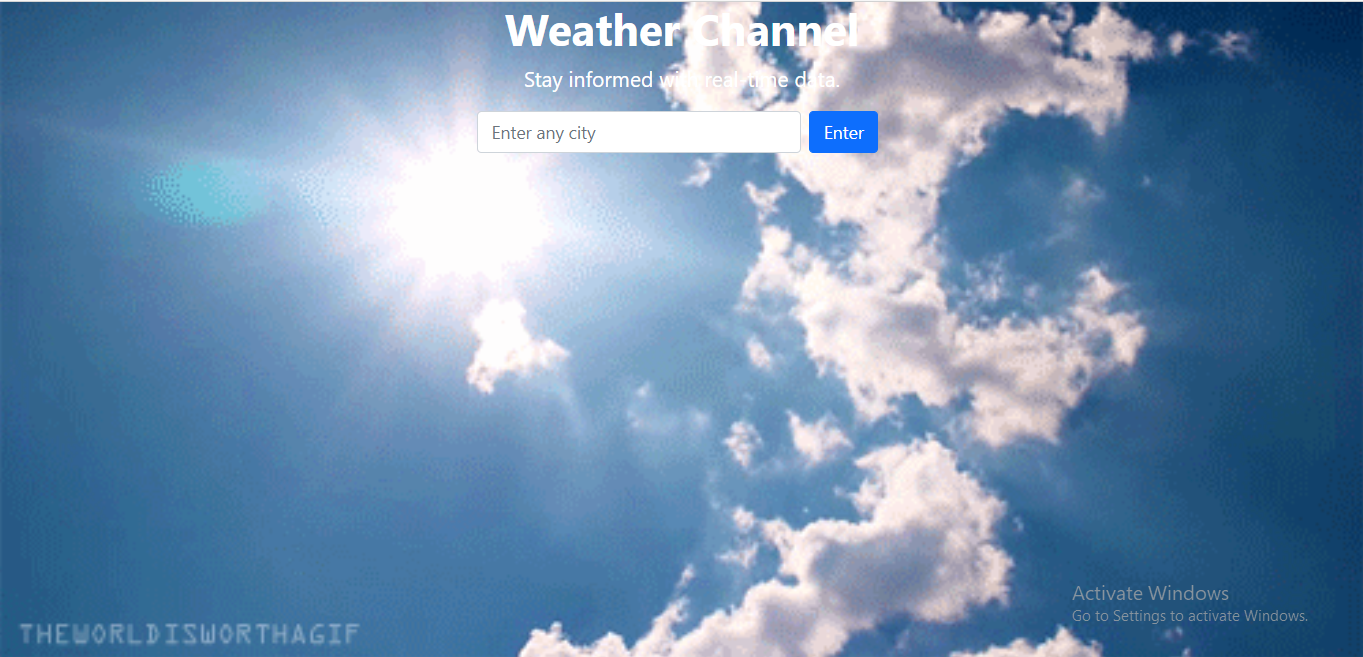 Weather Channel
Stay informed with real-time data.
Enter any city
Enter
Activate Windows
Go to Settings to activate Windows.
THEWORLDISWORTHAGIF